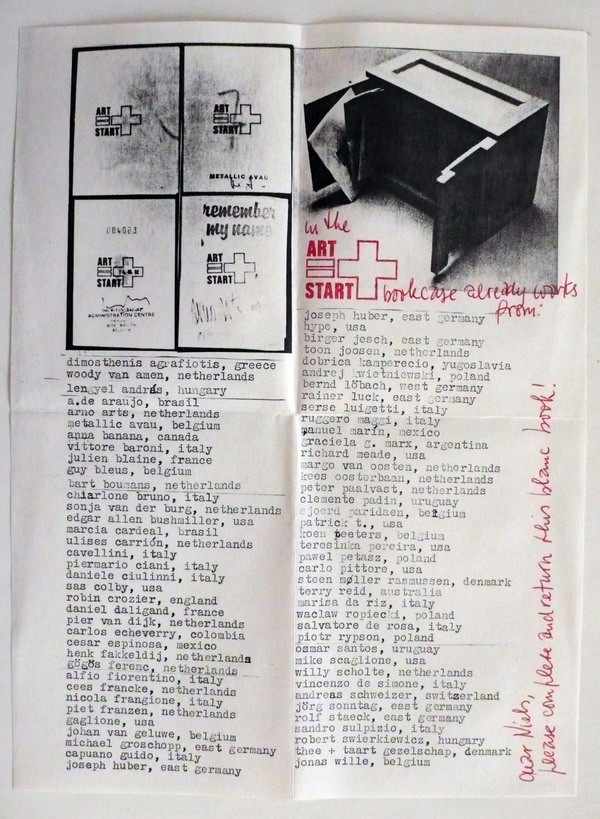 ART
= +
START
ART
= +
START
METALLIC AVAU
084023
ART
= +
START
ADMINISTRATION CENTRE
remember
my name
ART
= +
START
dimosthenis agrafiotis, greece
woody van amen, netherlands
lengyel andrás, hungary
a.de araujo, brasil
arno arts, netherlands
metallic avau, belgium
anna banana, canada
vittore baroni, italy
julien blaine, france
guy bleus, belgium
bart boumans, netherlands
chiarlone bruno, italy
sonja van der burg, netherlands
edgar allen bushmiller, usa
marcia cardeal, brasil
ulises carrión, netherlands
cavellini, italy
piermario ciani, italy
daniele ciulinni, italy
sas colby, usa
robin crozier, england
daniel daligand, france
pier van dijk, netherlands
carlos echeverry, colombia
cesar espinosa, mexico
henk fakkeldij, netherlands
gögös ferenc, netherlands
alfio fiorentino, italy
cees francke, netherlands
nicola frangione, italy
piet franzen, netherlands
gaglione, usa
johan van geluwe, belgium
michael groschopp, east germany
capuano guido, italy
joseph huber, east germany
in the
ART
= +
START
bookcase already works
from:
joseph huber, east germany
hype, usa
birger jesch, east germany
toon joosen, netherlands
dobrica kamperecio, yugoslavia
andrej kwietniewski, poland
bernd löbach, west germany
rainer luck, east germany
serse luigetti, italy
ruggero maggi, italy
manuel marín, mexico
graciela g. marx, argentina
richard meade, usa
margo van oosten, netherlands
kees oosterbaan, netherlands
peter paalvast, netherlands
clemente padin, uruguay
sjoerd paridaen, belgium
patrick t., usa
koen peeters, belgium
teresinka pereira, usa
pawel petasz, poland
carlo pittore, usa
steen møller rasmussen, denmark
terry reid, australia
marisa da riz, italy
waclaw ropiecki, poland
salvatore de rosa, italy
piotr rypson, poland
osmar santos, uruguay
mike scaglione, usa
willy scholte, netherlands
vincenzo de simone, italy
andreas schweizer, switzerland
jörg sonntag, east germany
rolf staeck, east germany
sandro sulpizio, italy
robert swierkiewicz, hungary
thee + taart gezelschap, denmark
jonas wille, belgium
dear Niels,
please complete and return this blanc book!